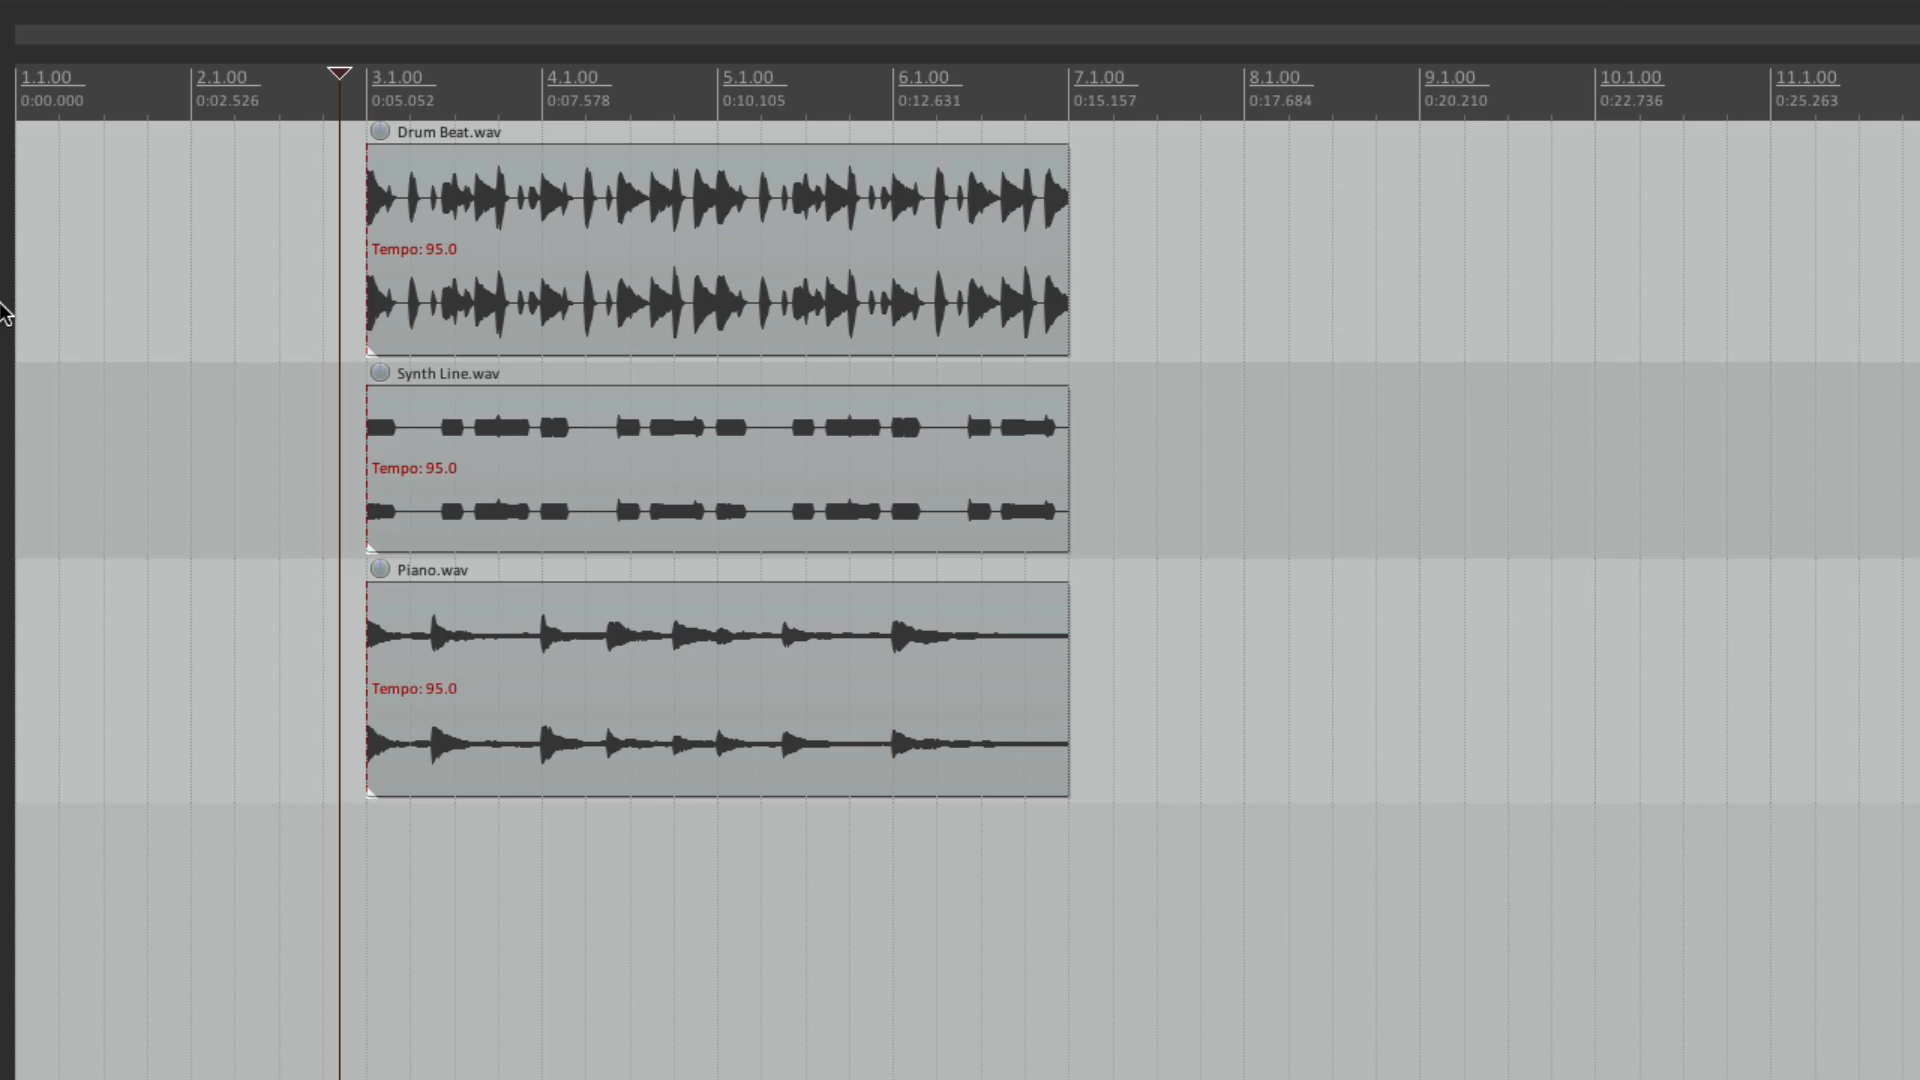 1.1.00 2.1.00 3.1.00 4.1.00 5.1.00 6.1.00 7.1.00 8.1.00 9.1.00 10.1.00 11.1.00
0:00.000 0:02.526 0:05.052 0:07.578 0:10.105 0:12.631 0:15.157 0:17.684 0:20.210 0:22.736 0:25.263
Drum Beat.wav
Tempo: 95.0
Synth Line.wav
Tempo: 95.0
Piano.wav
Tempo: 95.0